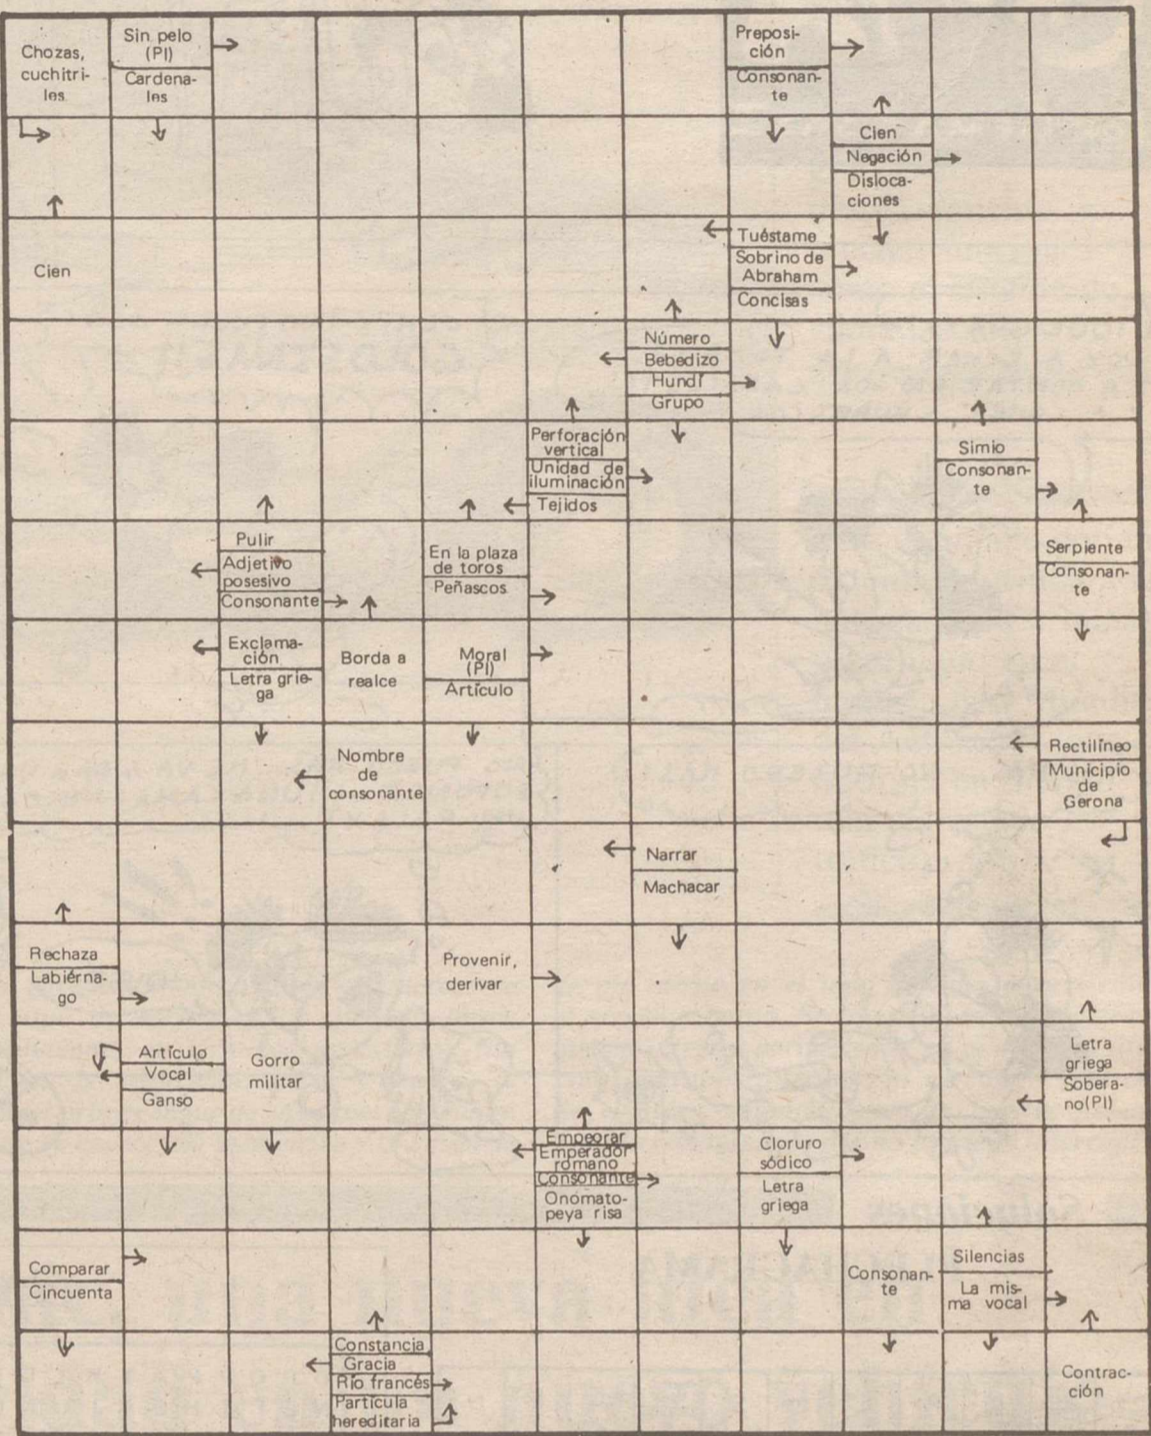 Chozas,
cuchitri-
les
Sin pelo
(Pl)
Cardena-
les
Preposi-
ción
Consonan-
te
Cien
Negación
Disloca-
ciones
Cien
Tuéstame
Sobrino de
Abraham
Concisas
Número
Bebedizo
Hundí
Grupo
Perforación
vertical
Unidad de
iluminación
Tejidos
Simio
Consonan-
te
Pulir
Adjetivo
posesivo
Consonante
En la plaza
de toros
Peñascos
Serpiente
Consonan-
te
Exclama-
ción
Letra grie-
ga
Borda a
realce
Moral
(Pl)
Artículo
Nombre
de
consonante
Rectilíneo
Municipio
de
Gerona
Narrar
Machacar
Rechaza
Labiérna-
go
Provenir,
derivar
Artículo
Vocal
Ganso
Gorro
militar
Letra
griega
Sobera-
no(Pl)
Empeorar
Emperador
romano
Consonante
Onomato-
peya risa
Cloruro
sódico
Letra
griega
Comparar
Cincuenta
Consonan-
te
Silencias
La mis-
ma vocal
Constancia
Gracia
Río francés
Partícula
hereditaria
Contrac-
ción